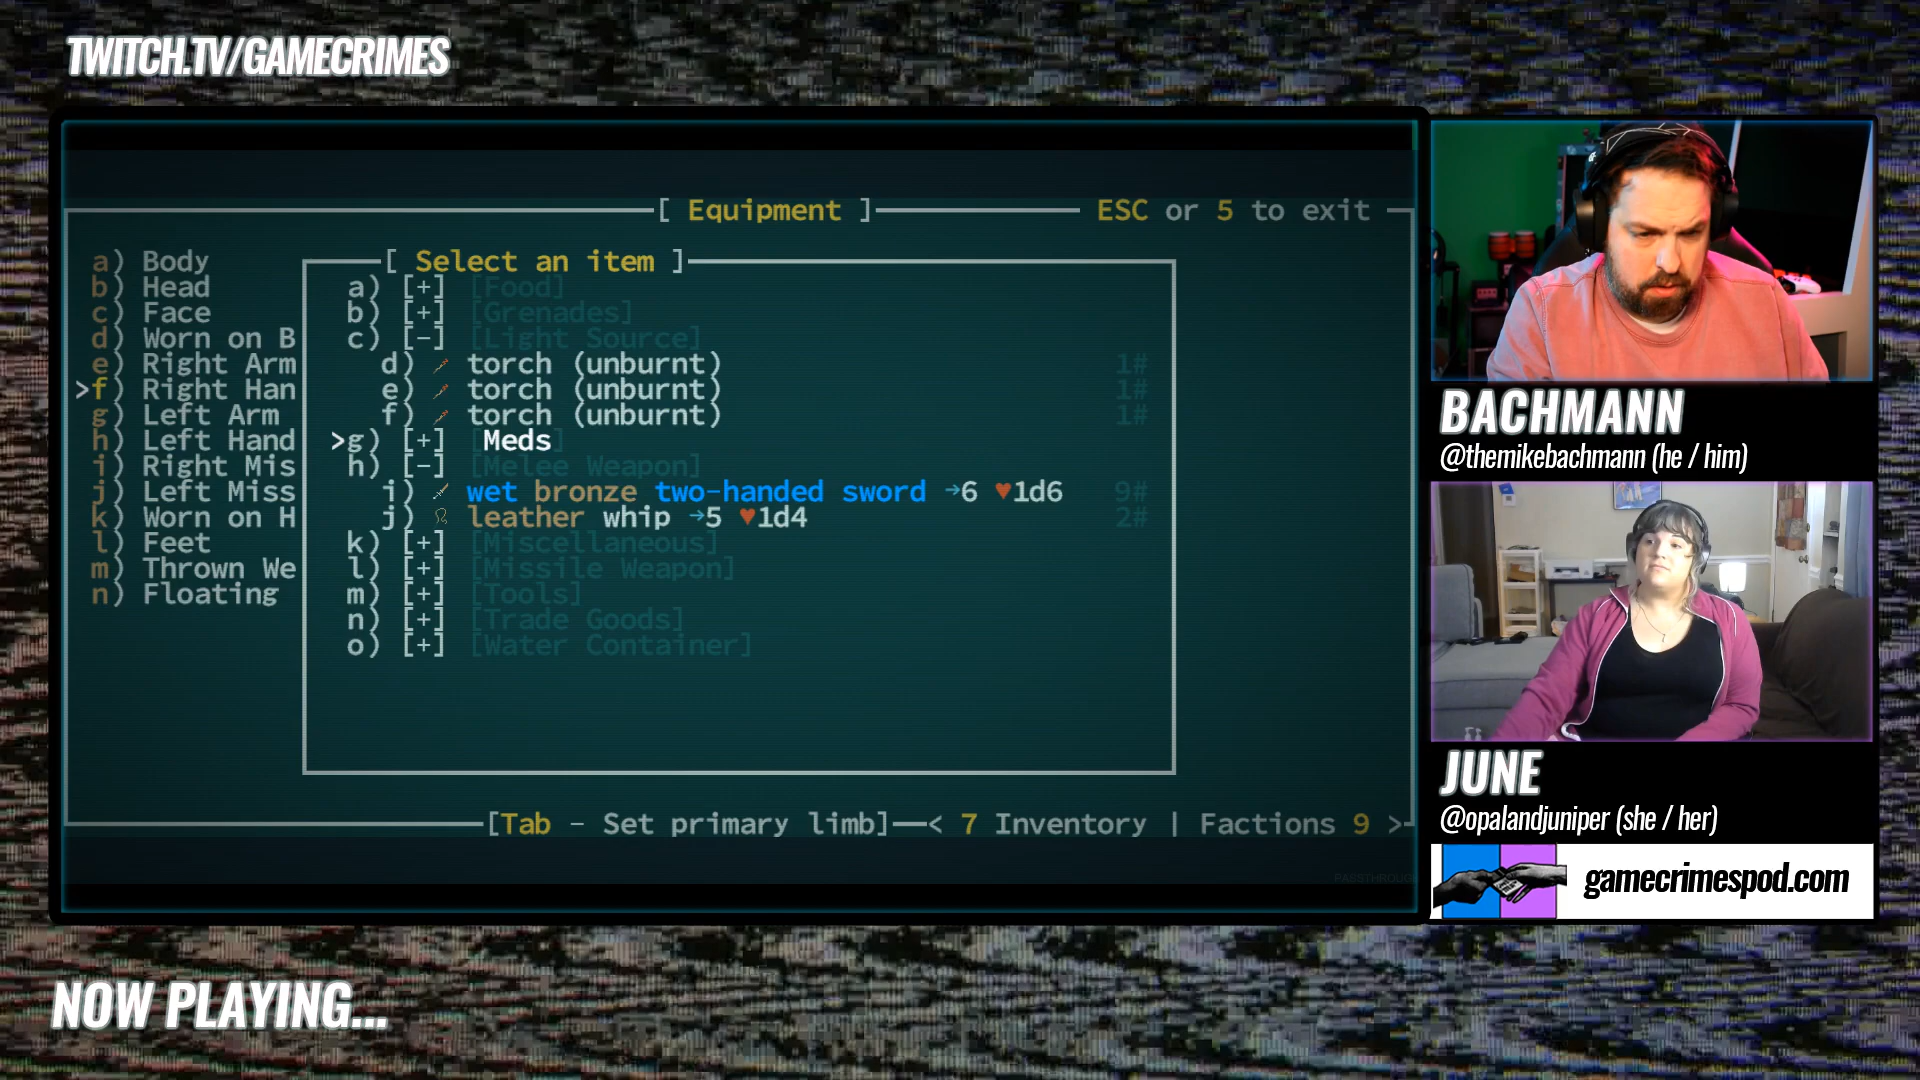 TWITCH.TV/GAMECRIMES
[ Equipment ]
ESC or 5 to exit
a) Body
b) Head
c) Face
d) Worn on B
e) Right Arm
>f) Right Han
g) Left Arm
h) Left Hand
i) Right Mis
j) Left Miss
k) Worn on H
l) Feet
m) Thrown We
n) Floating
[ Select an item ]
a) [+] [Food]
b) [+] [Grenades]
c) [-] [Light Source]
d) torch (unburnt) 1#
e) torch (unburnt) 1#
f) torch (unburnt) 1#
>g) [+] [Meds]
h) [-] [Melee Weapon]
i) wet bronze two-handed sword →6 ♥1d6 9#
j) leather whip →5 ♥1d4 2#
k) [+] [Miscellaneous]
l) [+] [Missile Weapon]
m) [+] [Tools]
n) [+] [Trade Goods]
o) [+] [Water Container]
[Tab - Set primary limb]
< 7 Inventory | Factions 9 >
BACHMANN
@themikebachmann (he / him)
JUNE
@opalandjuniper (she / her)
gamecrimespod.com
NOW PLAYING...